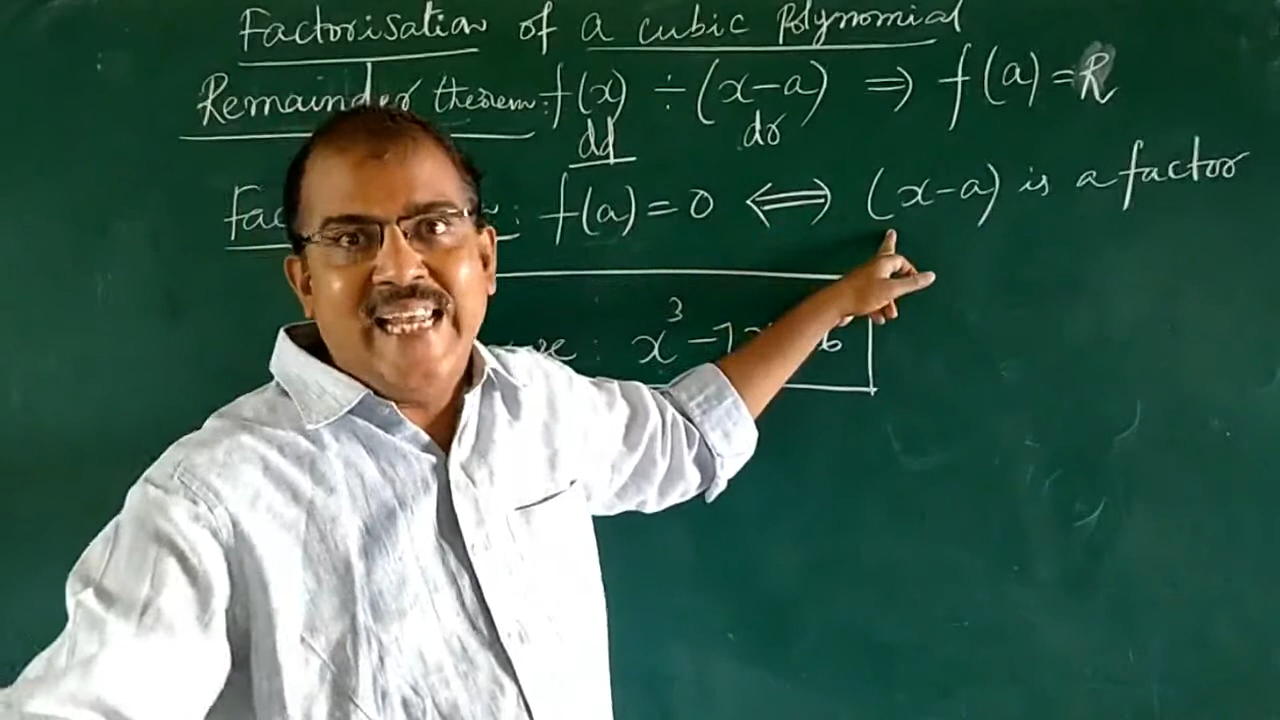 Factorisation of a cubic Polynomial
Remainder theorem: f(x) ÷ (x-a) ⇒ f(a) = R
dd dr
: f(a) = 0 ⟺ (x-a) is a factor
: x³ - 7